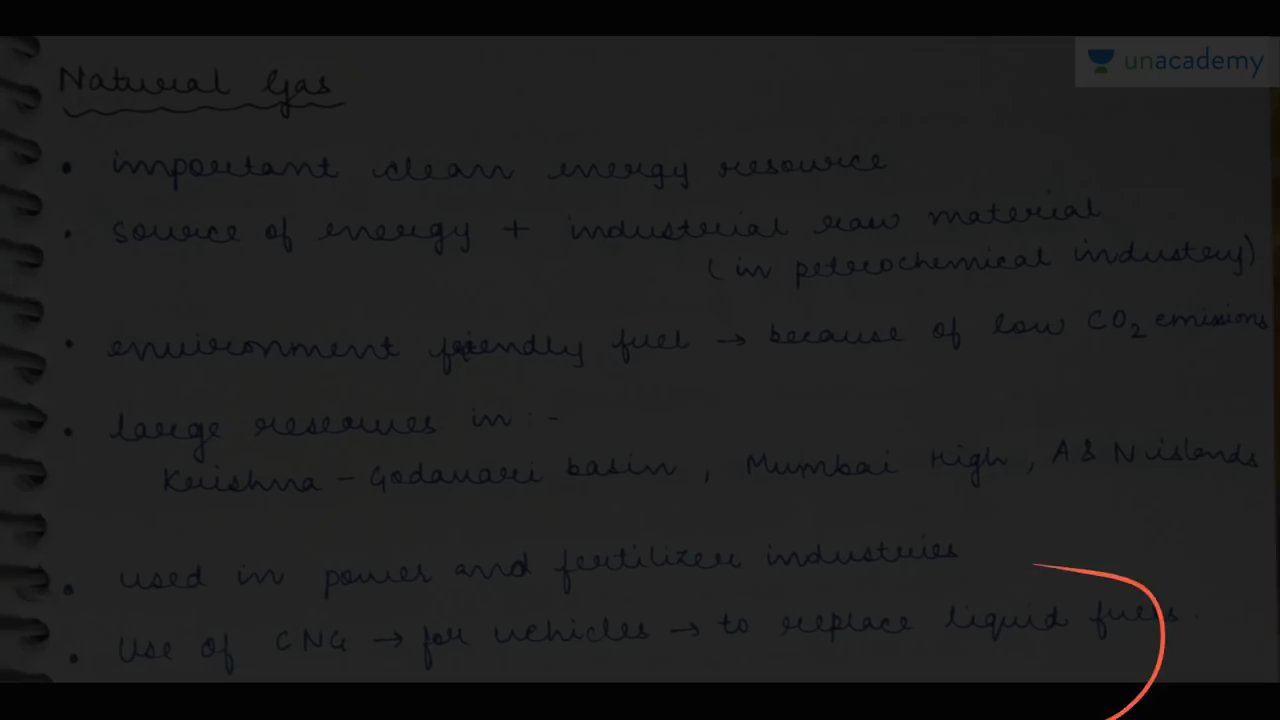 unacademy
Natural Gas
• important clean energy resource
• source of energy + industrial raw material
(in petrochemical industry)
• environment friendly fuel → because of low CO2 emissions
• large reserves in -
Krishna - Godavari basin, Mumbai High, A & N islands
• used in power and fertilizer industries
• Use of CNG → for vehicles → to replace liquid fuels.